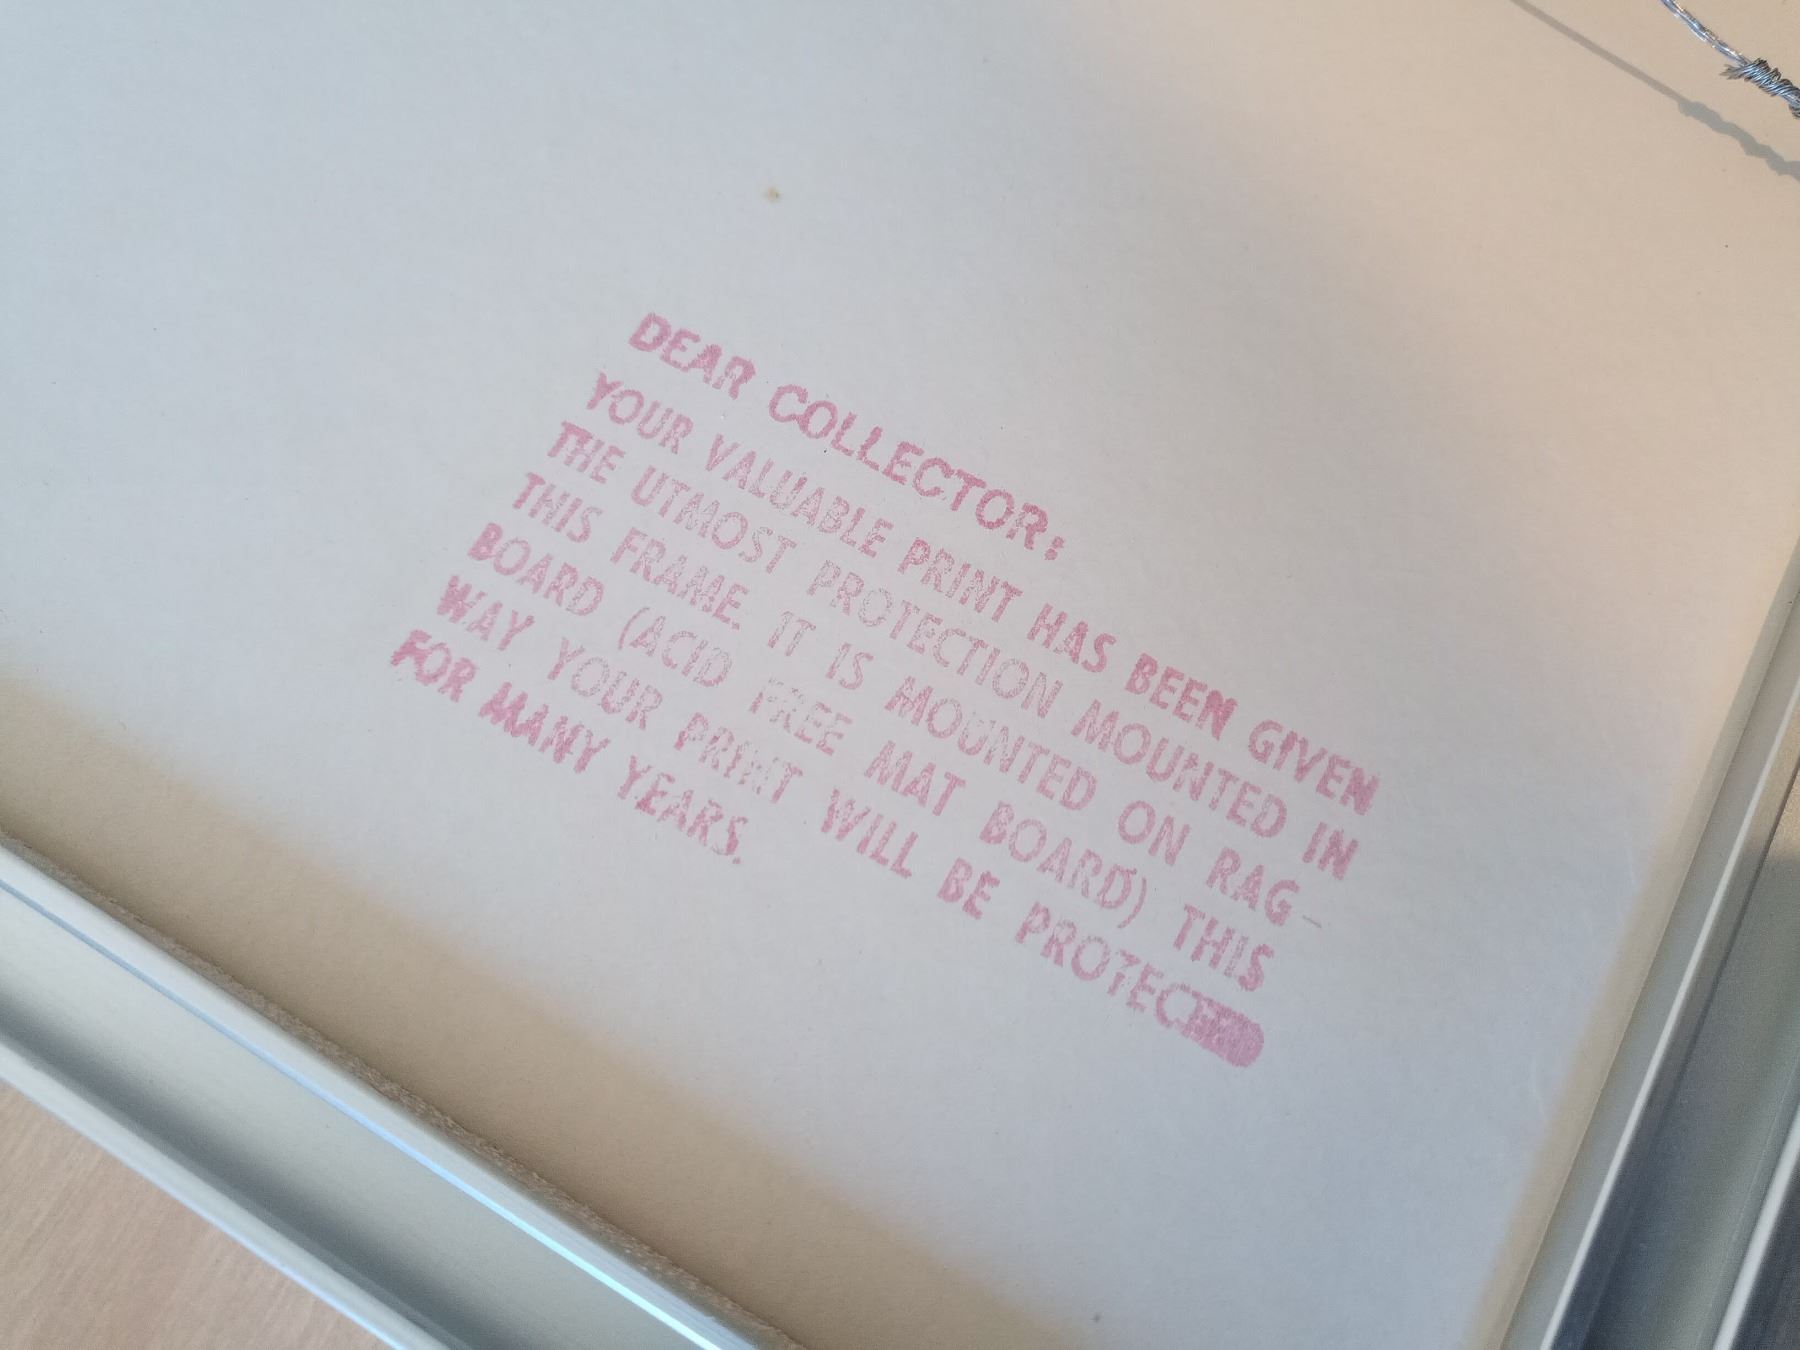 DEAR COLLECTOR:
YOUR VALUABLE PRINT HAS BEEN GIVEN
THE UTMOST PROTECTION MOUNTED IN
THIS FRAME. IT IS MOUNTED ON RAG-
BOARD (ACID FREE MAT BOARD) THIS
WAY YOUR PRINT WILL BE PROTECTED
FOR MANY YEARS.